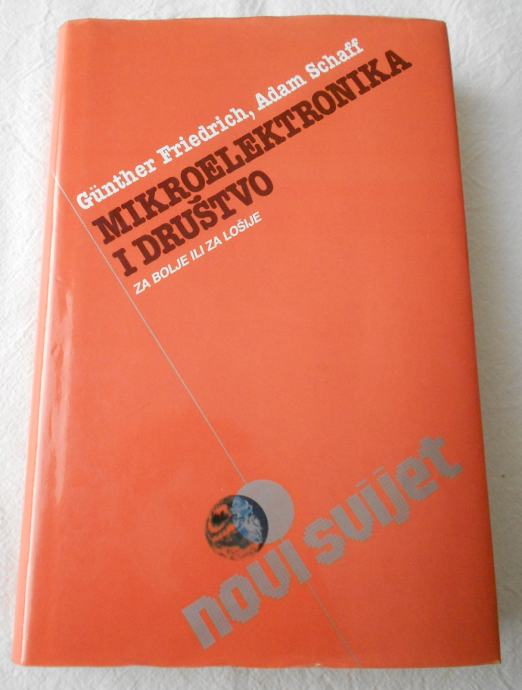 Günther Friedrich, Adam Schaff
MIKROELEKTRONIKA
I DRUŠTVO
ZA BOLJE ILI ZA LOŠIJE
novi svijet